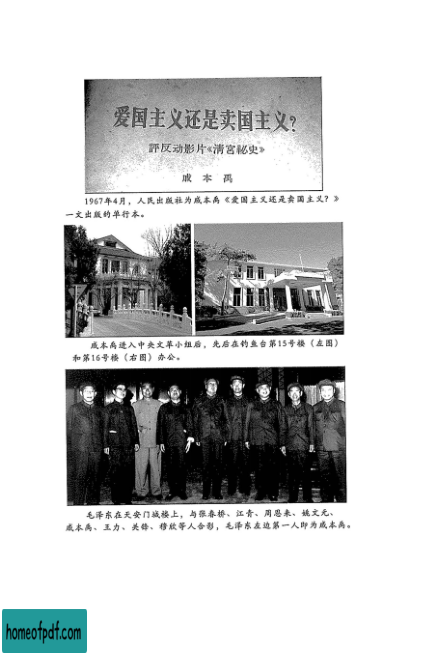 爱国主义还是卖国主义？
評反动影片《清宮秘史》
戚本禹
1967年4月，人民出版社为戚本禹《爱国主义还是卖国主义？》
一文出版的单行本。
戚本禹进入中央文革小组后，先后在钓鱼台第15号楼（左图）
和第16号楼（右图）办公。
毛泽东在天安门城楼上，与张春桥、江青、周恩来、姚文元、
戚本禹、王力、关锋、穆欣等人合影，毛泽东左边第一人即为戚本禹。
homeofpdf.com